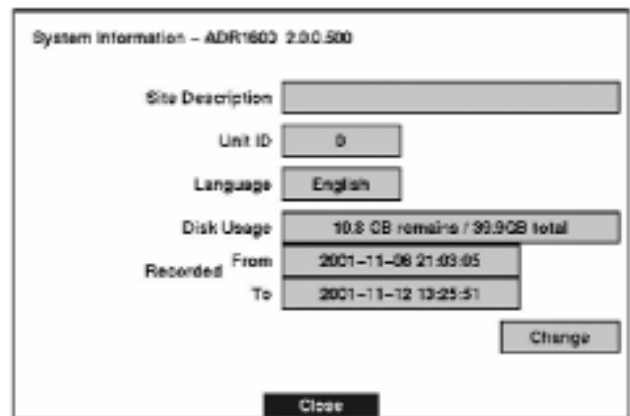 System Information – ADR1600 2.0.0.500
Site Description
Unit ID 0
Language English
Disk Usage 10.8 GB remains / 39.9GB total
Recorded From 2001–11–06 21:03:05
To 2001–11–12 13:25:51
Change
Close